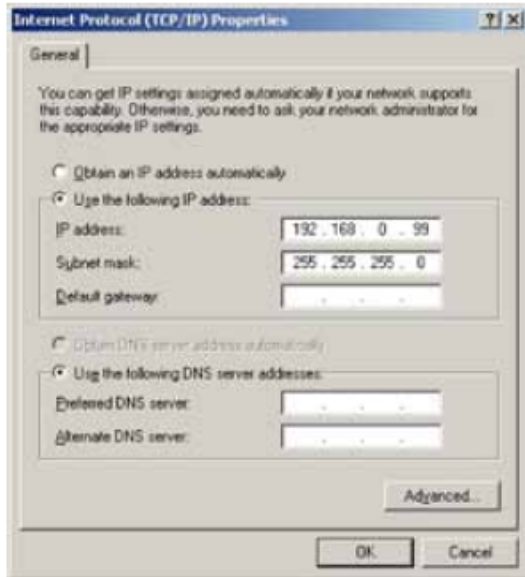 Internet Protocol (TCP/IP) Properties
General
You can get IP settings assigned automatically if your network supports
this capability. Otherwise, you need to ask your network administrator for
the appropriate IP settings.
Obtain an IP address automatically
Use the following IP address:
IP address: 192 . 168 . 0 . 99
Subnet mask: 255 . 255 . 255 . 0
Default gateway: . . .
Obtain DNS server address automatically
Use the following DNS server addresses:
Preferred DNS server: . . .
Alternate DNS server: . . .
Advanced...
OK Cancel